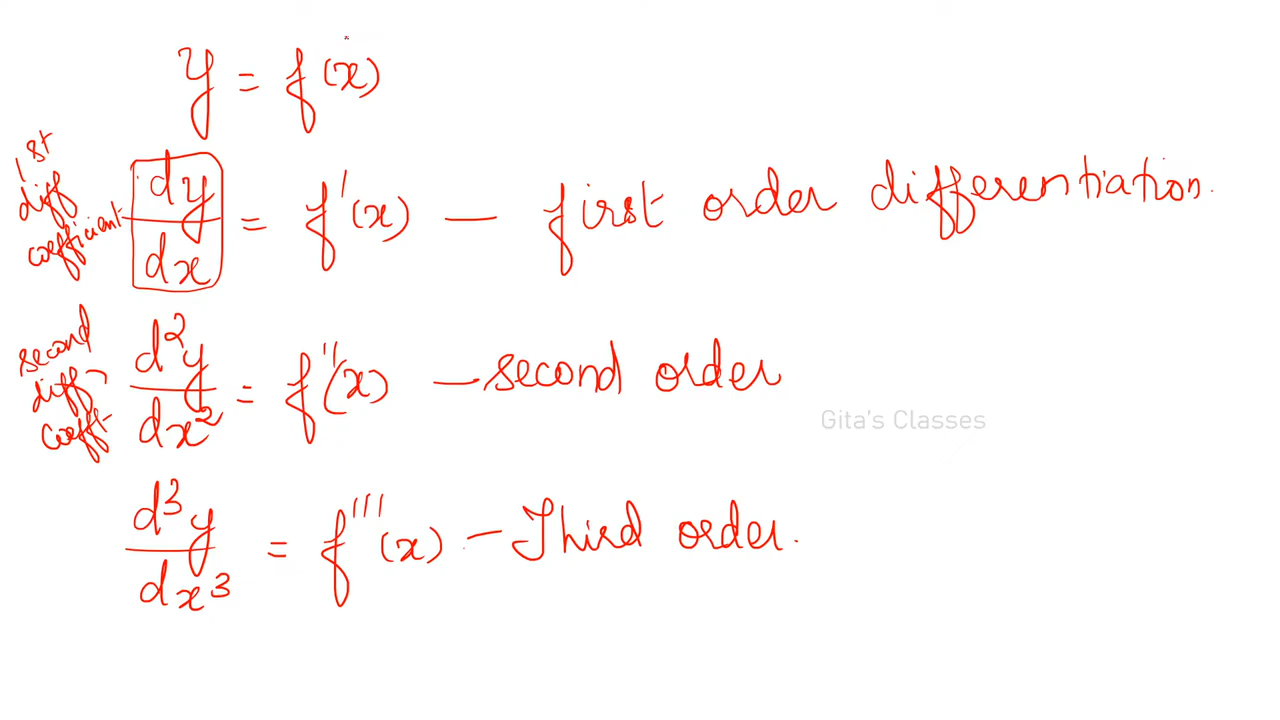 y = f(x)
1st
diff
coefficient
dy
dx
= f'(x) — first order differentiation.
second
diff
coefft
d²y
dx²
= f''(x) — second order
Gita's Classes
d³y
dx³
= f'''(x) — Third order.